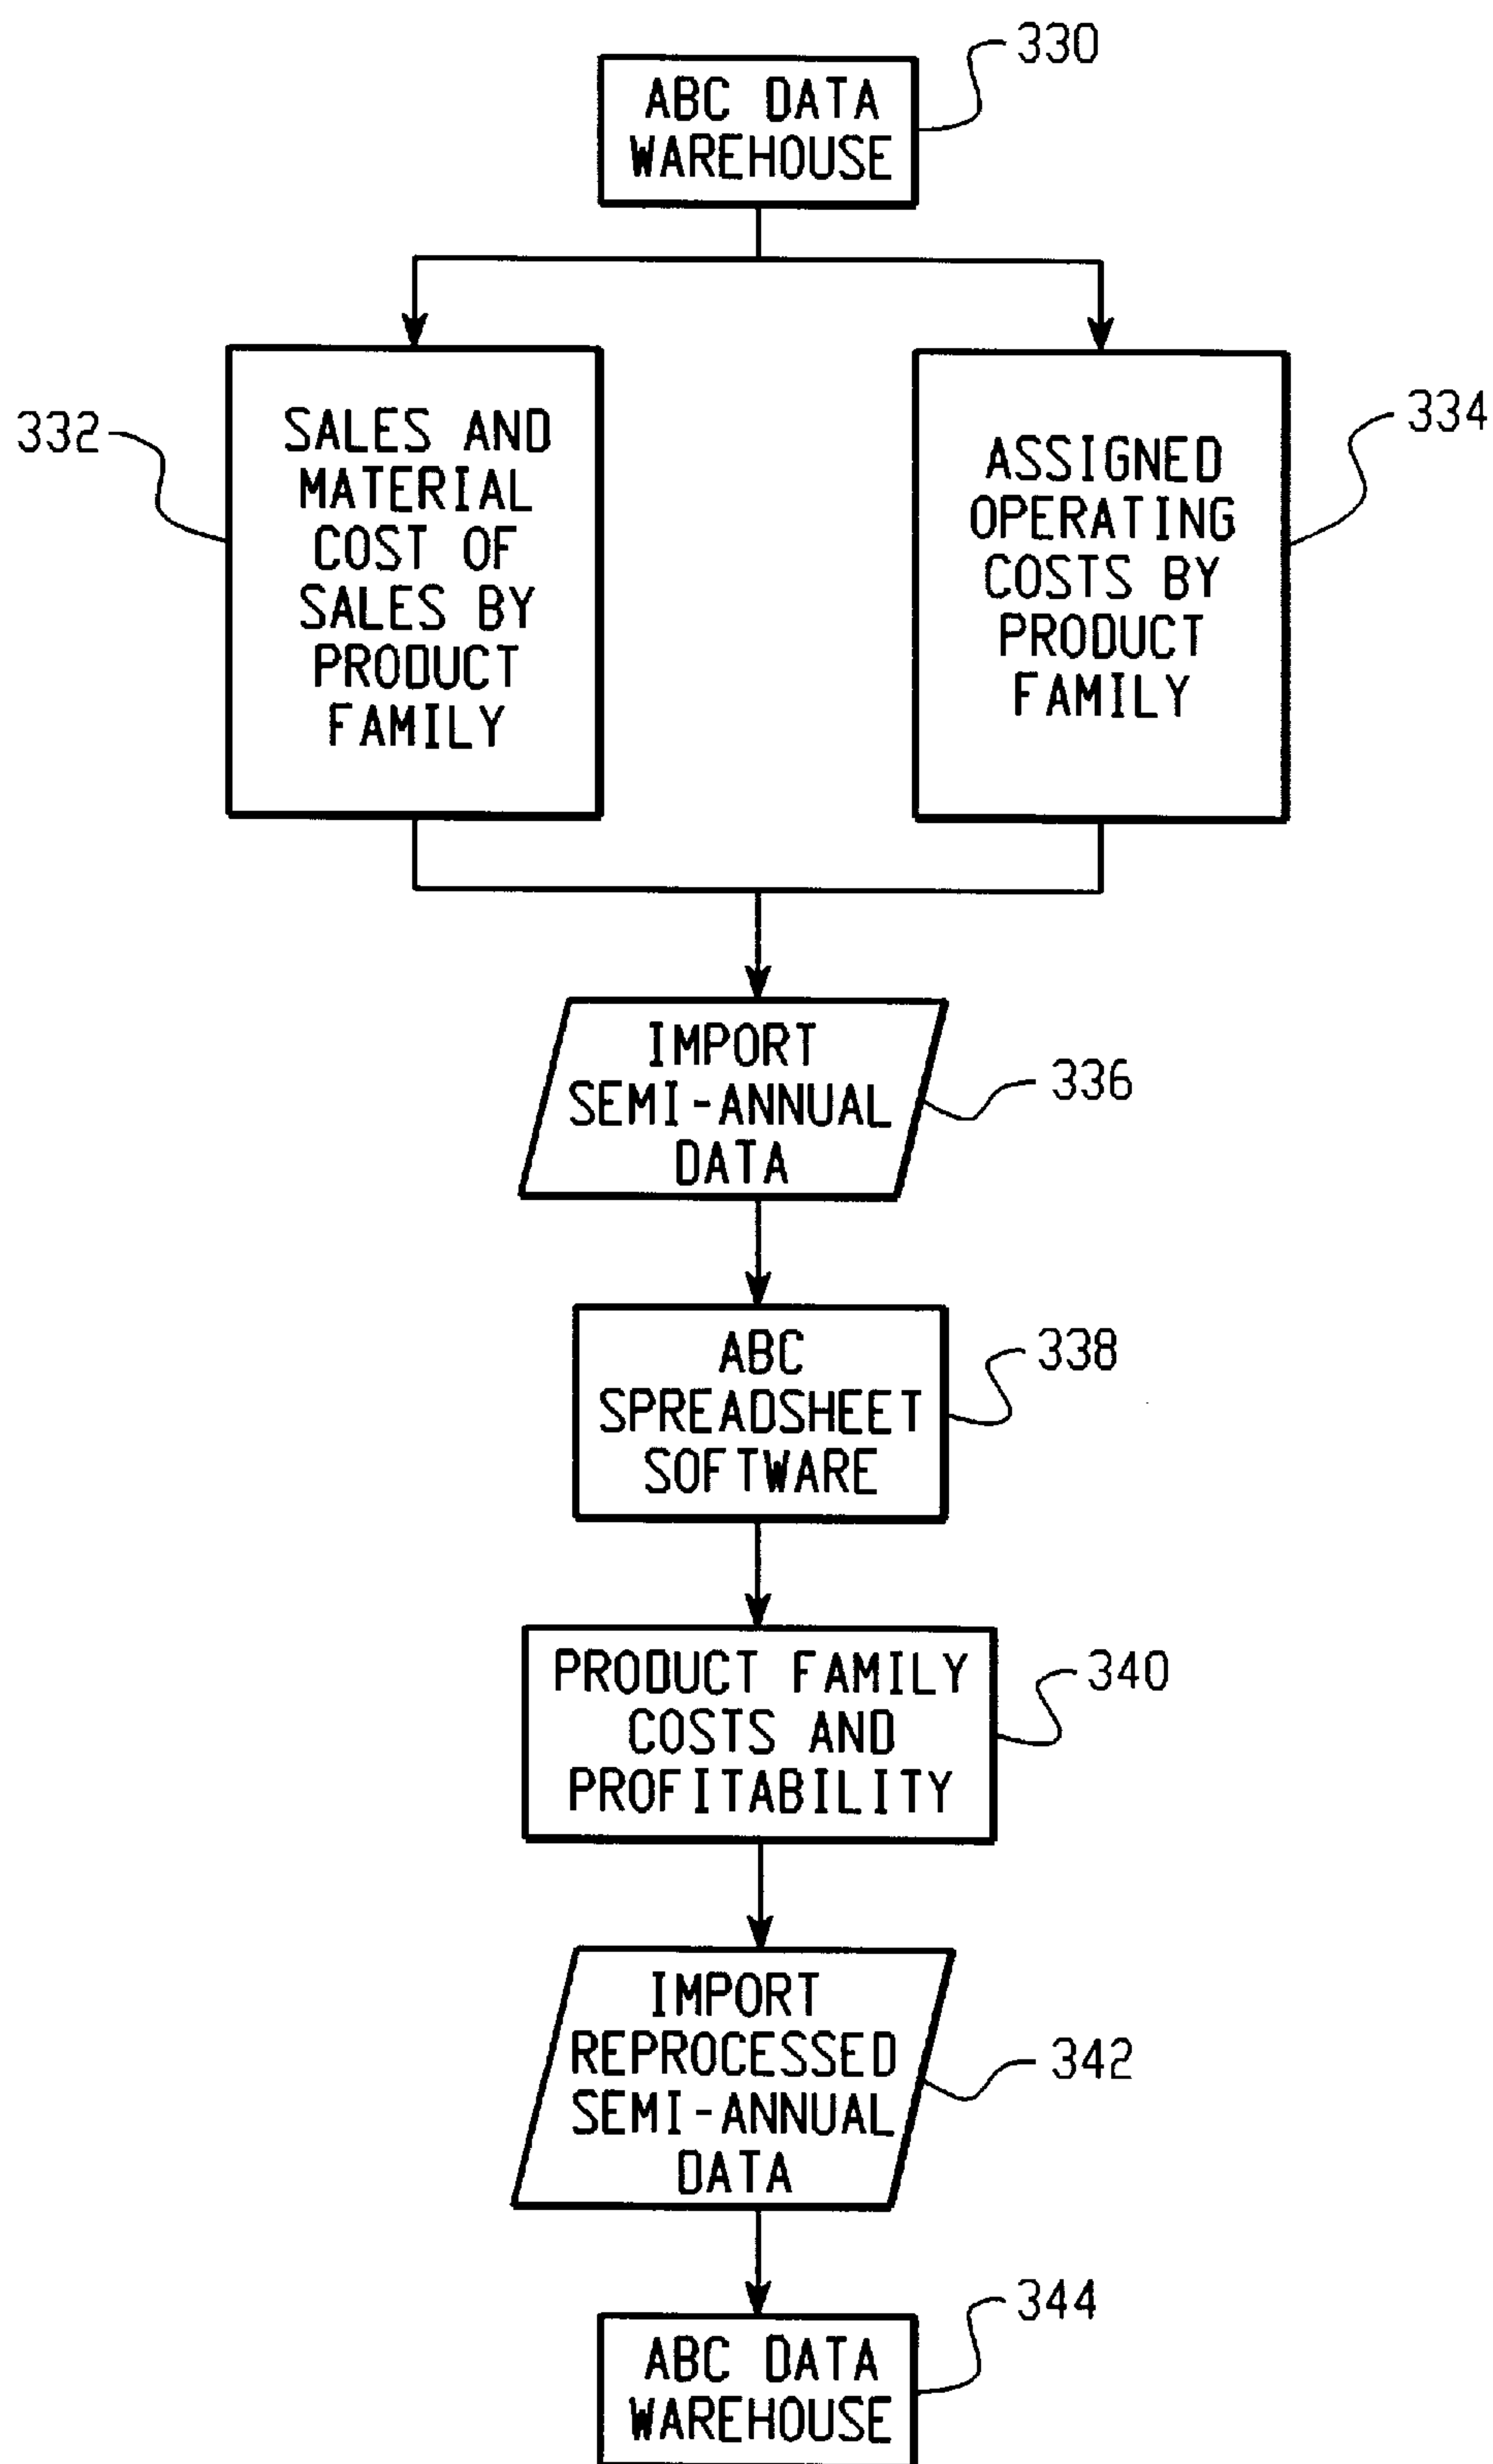 330
ABC DATA
WAREHOUSE
332
SALES AND
MATERIAL
COST OF
SALES BY
PRODUCT
FAMILY
334
ASSIGNED
OPERATING
COSTS BY
PRODUCT
FAMILY
IMPORT
SEMI-ANNUAL
DATA
336
ABC
SPREADSHEET
SOFTWARE
338
PRODUCT FAMILY
COSTS AND
PROFITABILITY
340
IMPORT
REPROCESSED
SEMI-ANNUAL
DATA
342
344
ABC DATA
WAREHOUSE